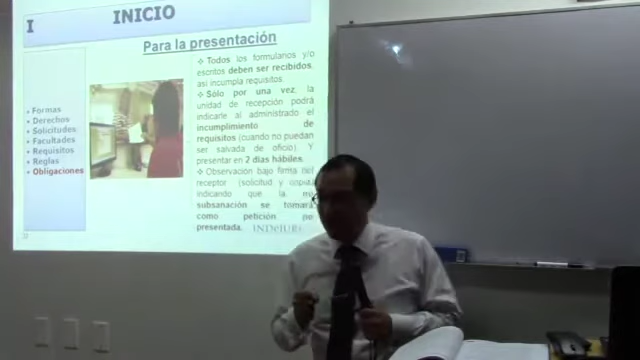 I
INICIO
Para la presentación
Formas
Derechos
Solicitudes
Facultades
Requisitos
Reglas
Obligaciones
❖ Todos los formularios y/o
escritos deben ser recibidos,
así incumpla requisitos
❖ Sólo por una vez, la
unidad de recepción podrá
indicarle al administrado el
incumplimiento de
requisitos (cuando no puedan
ser salvada de oficio). Y
presentar en 2 días hábiles.
❖ Observación bajo firma del
receptor (solicitud y copia)
indicando que la no
subsanación se tomará
como petición no
presentada. INDEJURE